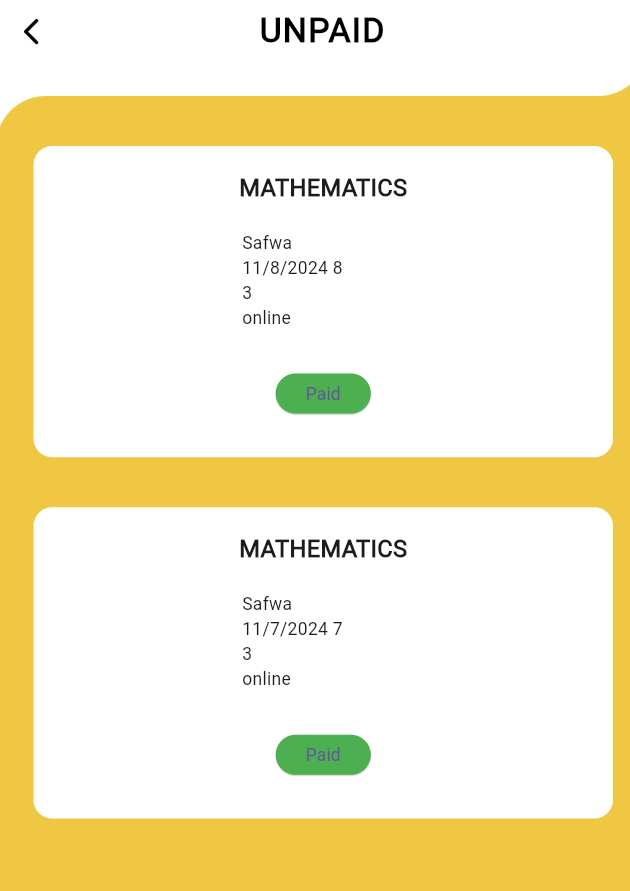 UNPAID
MATHEMATICS
Safwa
11/8/2024 8
3
online
Paid
MATHEMATICS
Safwa
11/7/2024 7
3
online
Paid